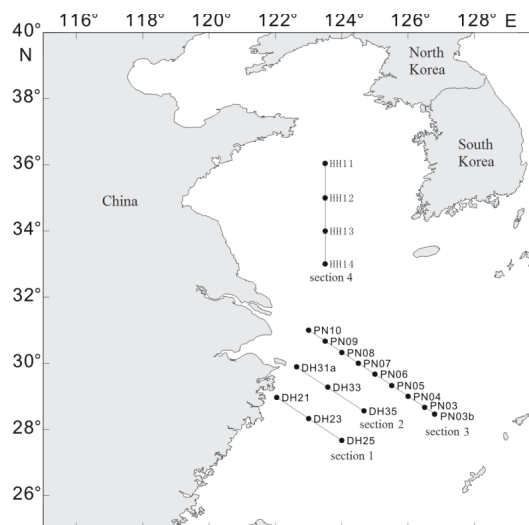 116° 118° 120° 122° 124° 126° 128° E
40°
N
38°
36°
34°
32°
30°
28°
26°
North
Korea
South
Korea
China
HH11
HH12
HH13
HH14
section 4
PN10
PN09
PN08
PN07
PN06
PN05
PN04
PN03
PN03b
section 3
DH31a
DH33
DH35
section 2
DH21
DH23
DH25
section 1